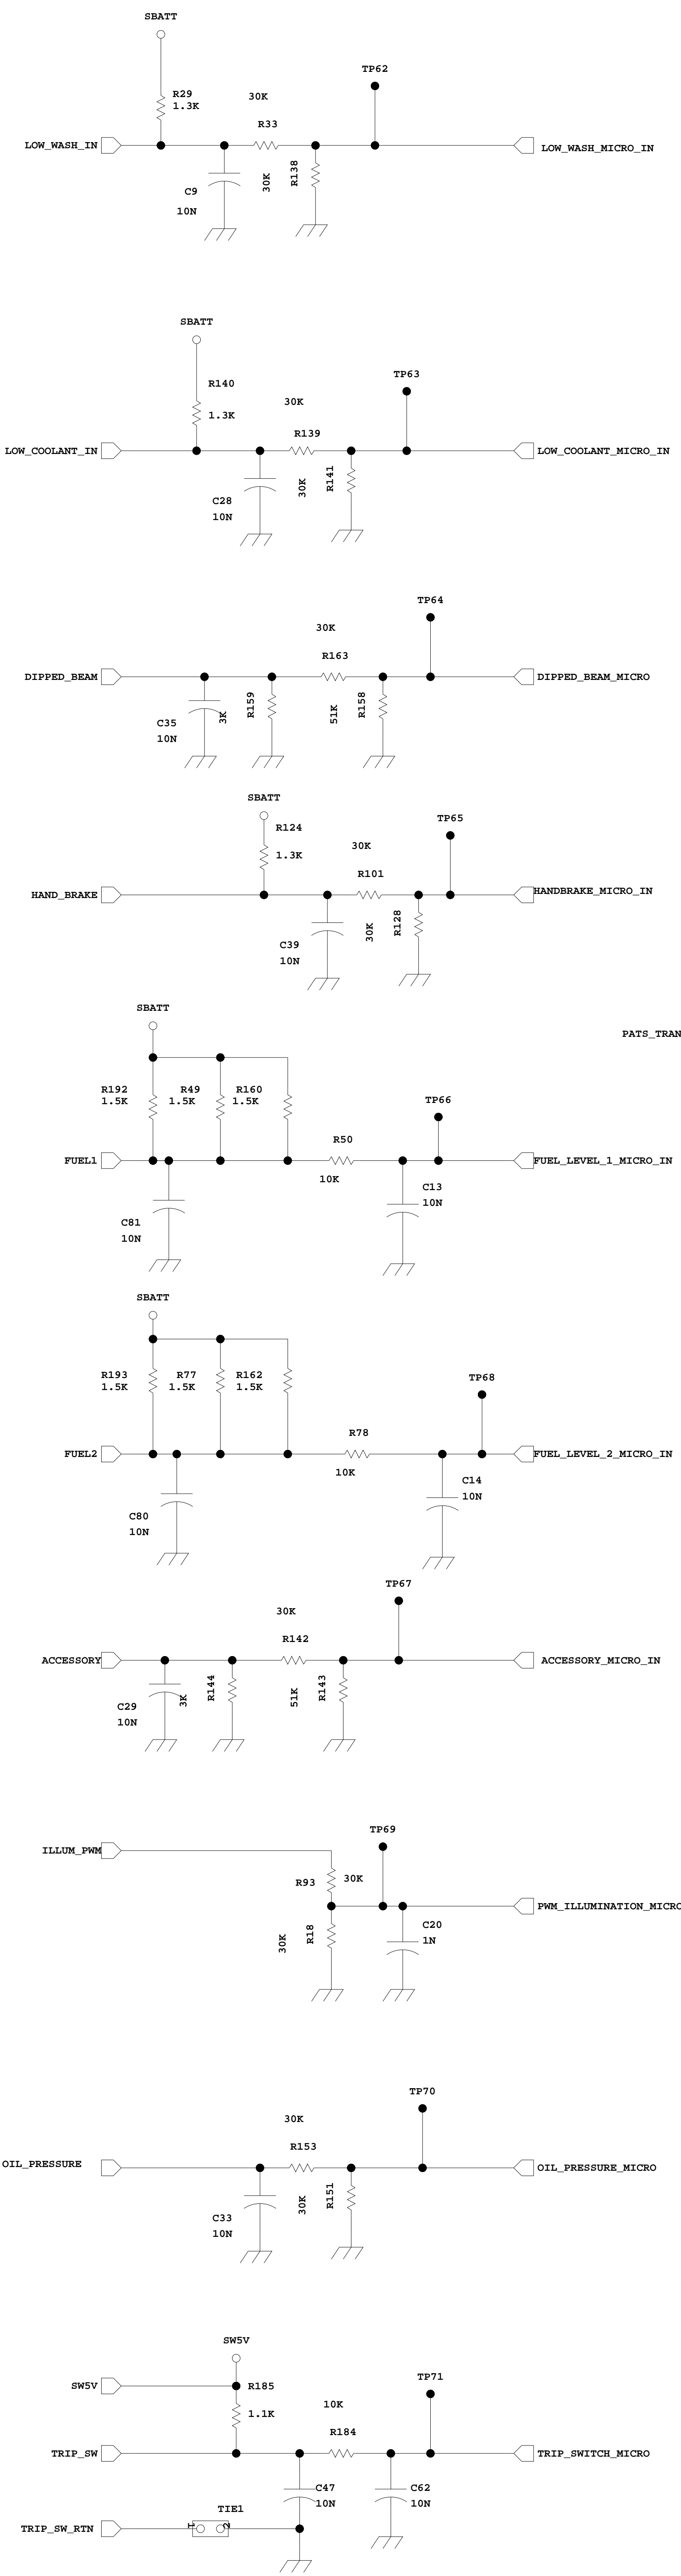 SBATT
TP62
R29
30K
1.3K
R33
LOW_WASH_IN
LOW_WASH_MICRO_IN
R138
30K
C9
10N
SBATT
TP63
R140
30K
1.3K
R139
LOW_COOLANT_IN
LOW_COOLANT_MICRO_IN
R141
30K
C28
10N
TP64
30K
R163
DIPPED_BEAM
DIPPED_BEAM_MICRO
R159
3K
51K
R158
C35
10N
SBATT
TP65
R124
30K
1.3K
R101
HAND_BRAKE
HANDBRAKE_MICRO_IN
R128
30K
C39
10N
SBATT
PATS_TRAN
R192
R49
R160
1.5K
1.5K
1.5K
TP66
R50
FUEL1
FUEL_LEVEL_1_MICRO_IN
10K
C13
10N
C81
10N
SBATT
R193
R77
R162
1.5K
1.5K
1.5K
TP68
R78
FUEL2
FUEL_LEVEL_2_MICRO_IN
10K
C14
10N
C80
10N
TP67
30K
R142
ACCESSORY
ACCESSORY_MICRO_IN
3K
R144
51K
R143
C29
10N
TP69
ILLUM_PWM
R93
30K
PWM_ILLUMINATION_MICRO
30K
R18
C20
1N
TP70
30K
R153
OIL_PRESSURE
OIL_PRESSURE_MICRO
30K
R151
C33
10N
SW5V
TP71
SW5V
R185
10K
1.1K
R184
TRIP_SW
TRIP_SWITCH_MICRO
C47
10N
C62
10N
TIE1
TRIP_SW_RTN
1
2